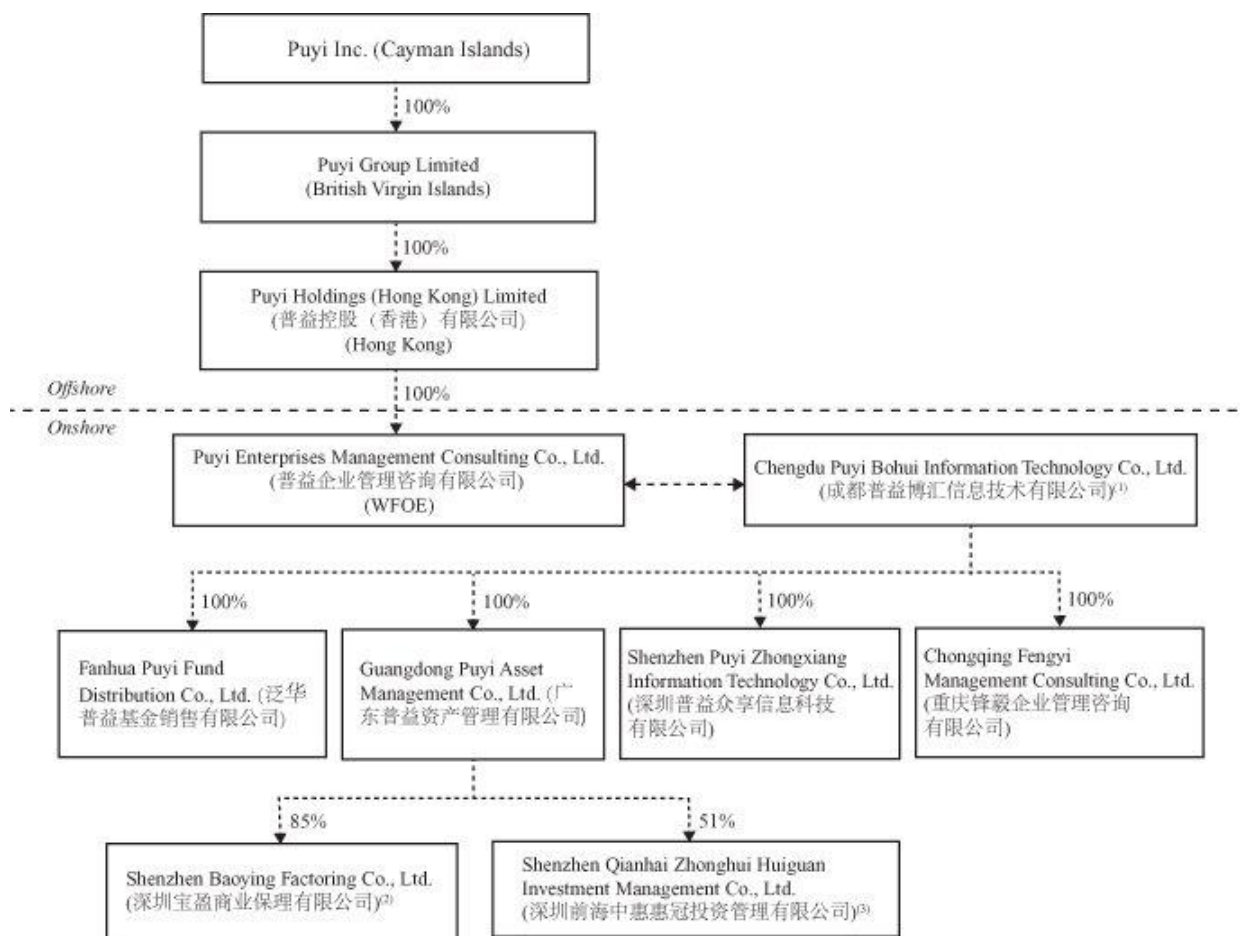 Puyi Inc. (Cayman Islands)
100%
Puyi Group Limited
(British Virgin Islands)
100%
Puyi Holdings (Hong Kong) Limited
(普益控股（香港）有限公司)
(Hong Kong)
Offshore
100%
Onshore
Puyi Enterprises Management Consulting Co., Ltd.
(普益企业管理咨询有限公司)
(WFOE)
Chengdu Puyi Bohui Information Technology Co., Ltd.
(成都普益博汇信息技术有限公司)(1)
100%
100%
100%
100%
Fanhua Puyi Fund
Distribution Co., Ltd. (泛华
普益基金销售有限公司)
Guangdong Puyi Asset
Management Co., Ltd. (广
东普益资产管理有限公司)
Shenzhen Puyi Zhongxiang
Information Technology Co., Ltd.
(深圳普益众享信息科技
有限公司)
Chongqing Fengyi
Management Consulting Co., Ltd.
(重庆锋毅企业管理咨询
有限公司)
85%
51%
Shenzhen Baoying Factoring Co., Ltd.
(深圳宝盈商业保理有限公司)(2)
Shenzhen Qianhai Zhonghui Huiguan
Investment Management Co., Ltd.
(深圳前海中惠惠冠投资管理有限公司)(3)